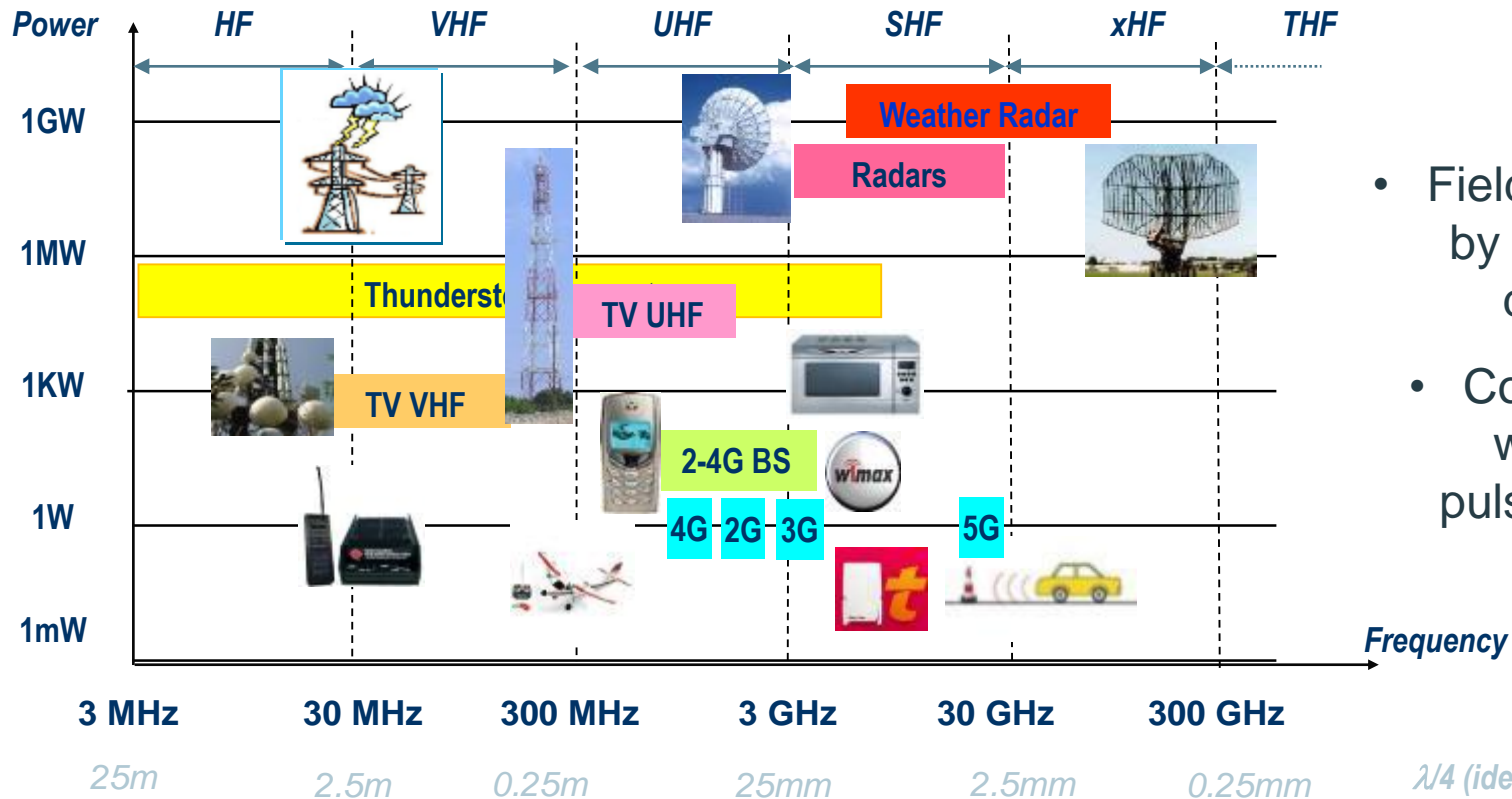 Power HF VHF UHF SHF xHF THF
1GW
Weather Radar
Radars
1MW
TV UHF
1KW
TV VHF
2-4G BS
wimax
1W
4G 2G 3G 5G
1mW
Frequency
3 MHz 30 MHz 300 MHz 3 GHz 30 GHz 300 GHz
25m 2.5m 0.25m 25mm 2.5mm 0.25mm λ/4
• 
by
•